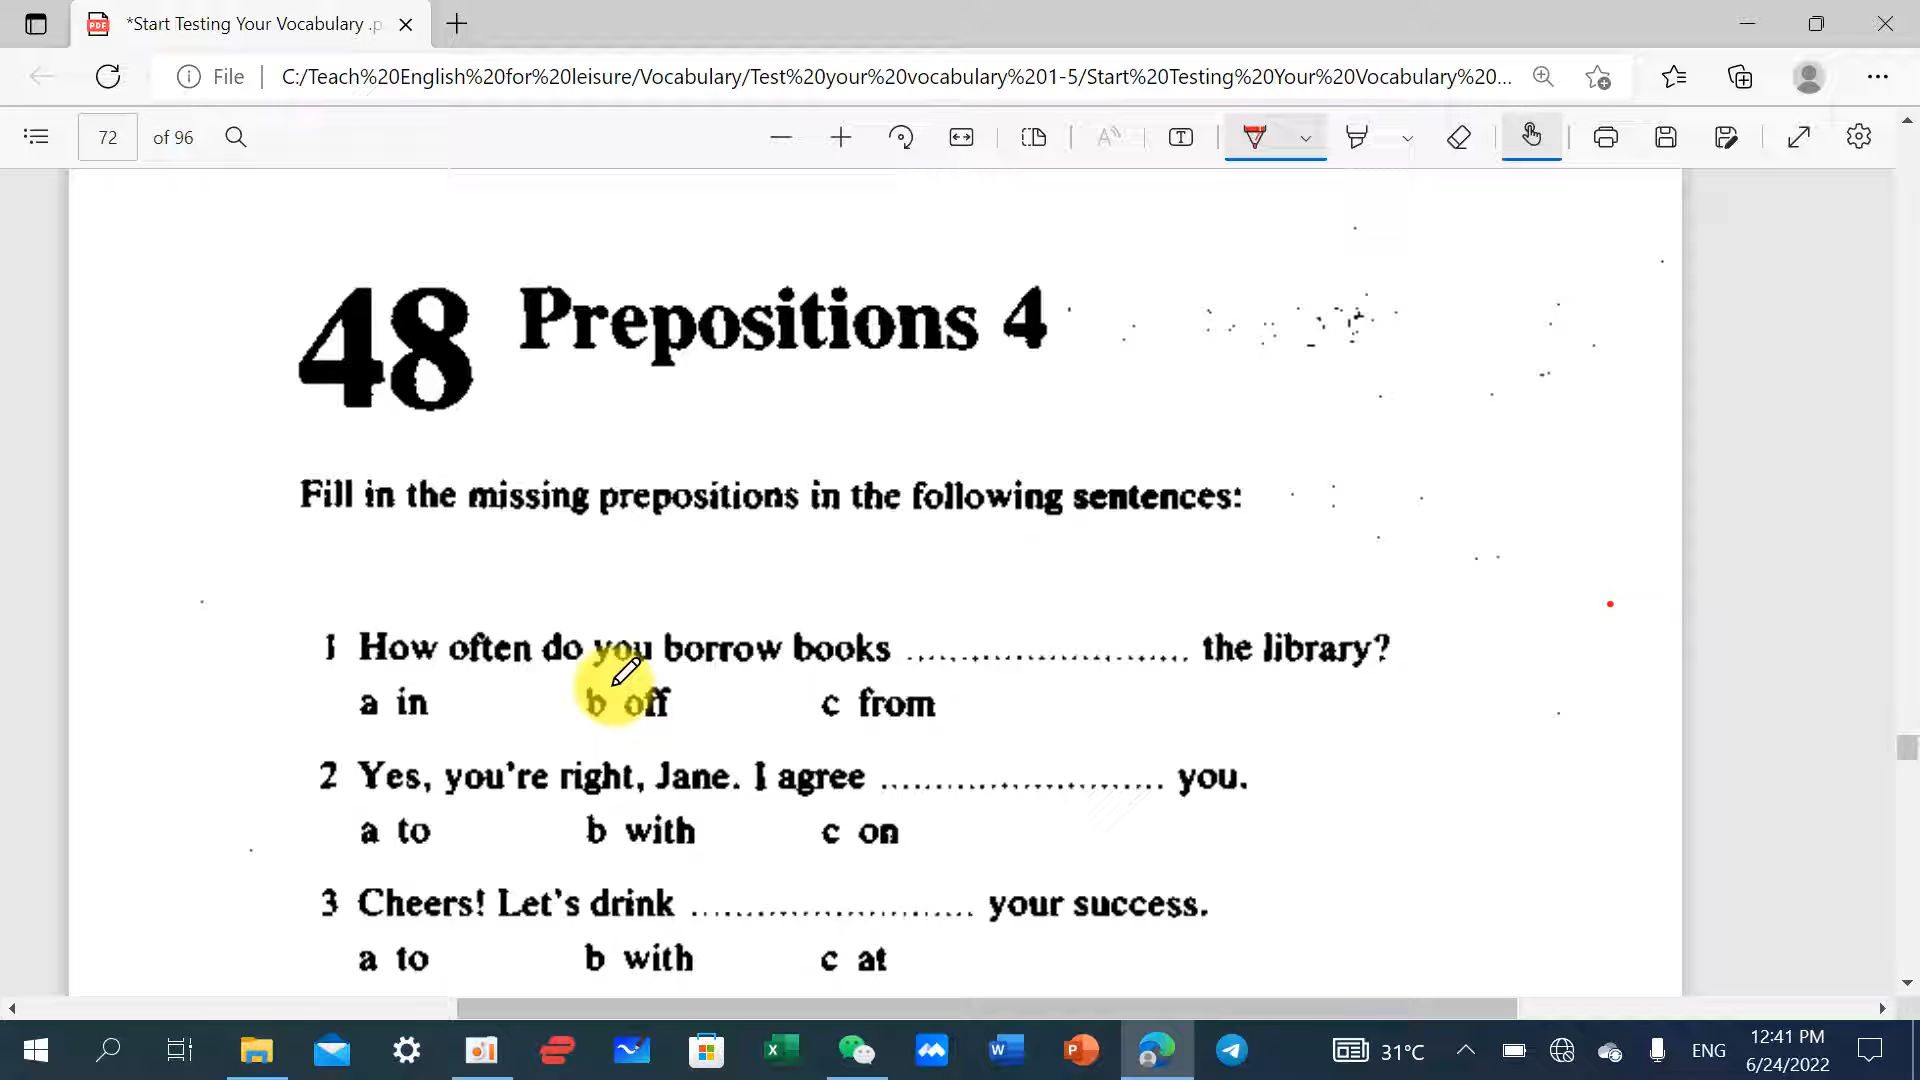 *Start Testing Your Vocabulary .p
File
C:/Teach%20English%20for%20leisure/Vocabulary/Test%20your%20vocabulary%201-5/Start%20Testing%20Your%20Vocabulary%20...
72 of 96
48 Prepositions 4
Fill in the missing prepositions in the following sentences:
1 How often do you borrow books .......................... the library?
a in b off c from
2 Yes, you're right, Jane. I agree .......................... you.
a to b with c on
3 Cheers! Let's drink .......................... your success.
a to b with c at
31°C
ENG
12:41 PM
6/24/2022